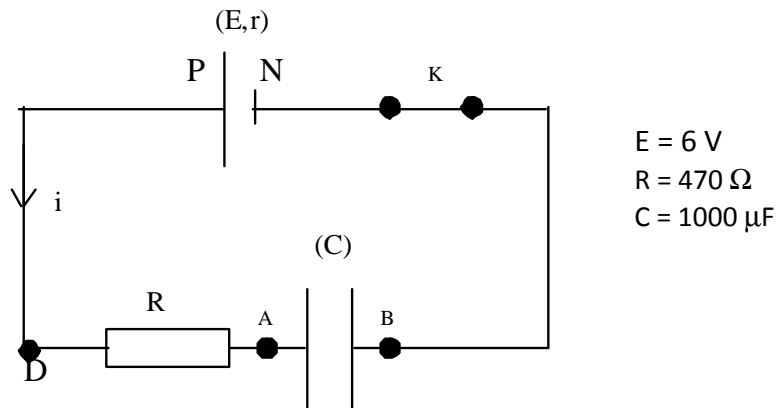 (E,r)
P N
K
E = 6 V
R = 470 Ω
C = 1000 μF
i
(C)
R
A
B
D